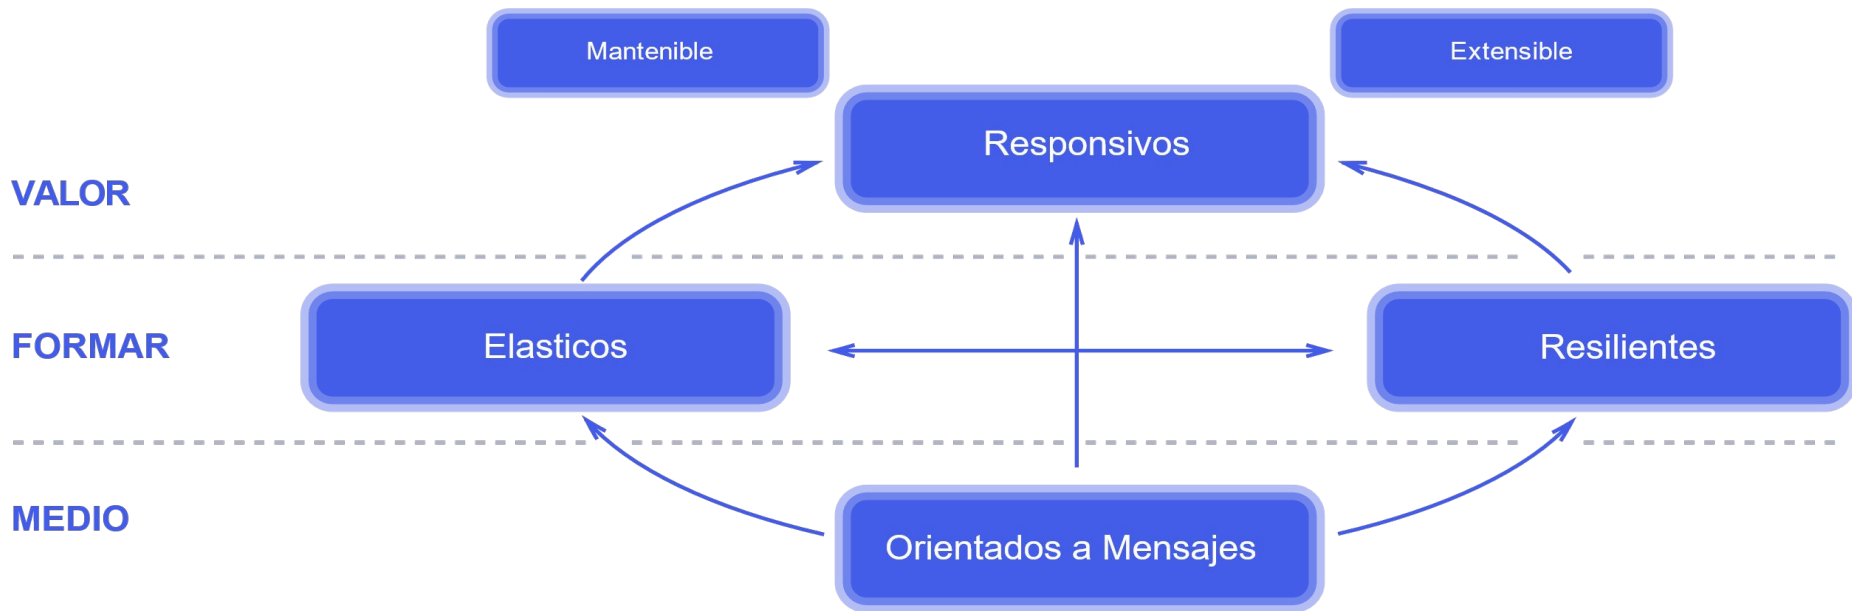 Mantenible
Extensible
Responsivos
VALOR
FORMAR
Elasticos
Resilientes
MEDIO
Orientados a Mensajes